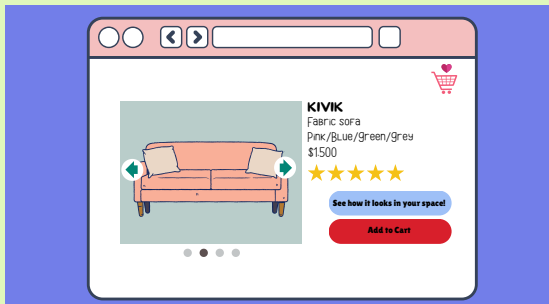 KIVIK
Fabric sofa
Pink/Blue/Green/Grey
$1500
See how it looks in your space!
Add to Cart